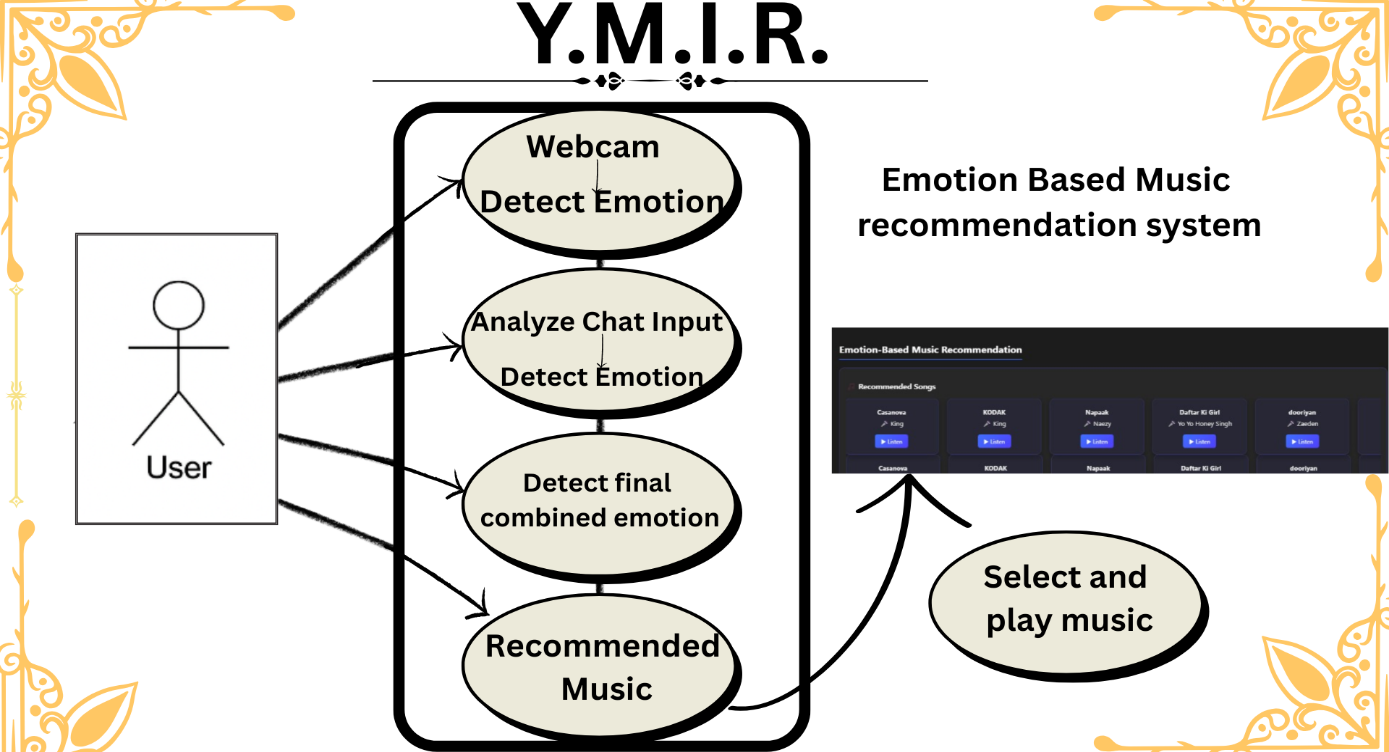 Y.M.I.R.
Webcam
Detect Emotion
Analyze Chat Input
Detect Emotion
Detect final
combined emotion
Recommended
Music
User
Emotion Based Music
recommendation system
Emotion-Based Music Recommendation
Recommended Songs
Casanova KODAK Napaak Daftar Ki Girl dooriyan
King King Naezy Yo Yo Honey Singh Zaeden
Listen Listen Listen Listen Listen
Casanova KODAK Napaak Daftar Ki Girl dooriyan
Select and
play music